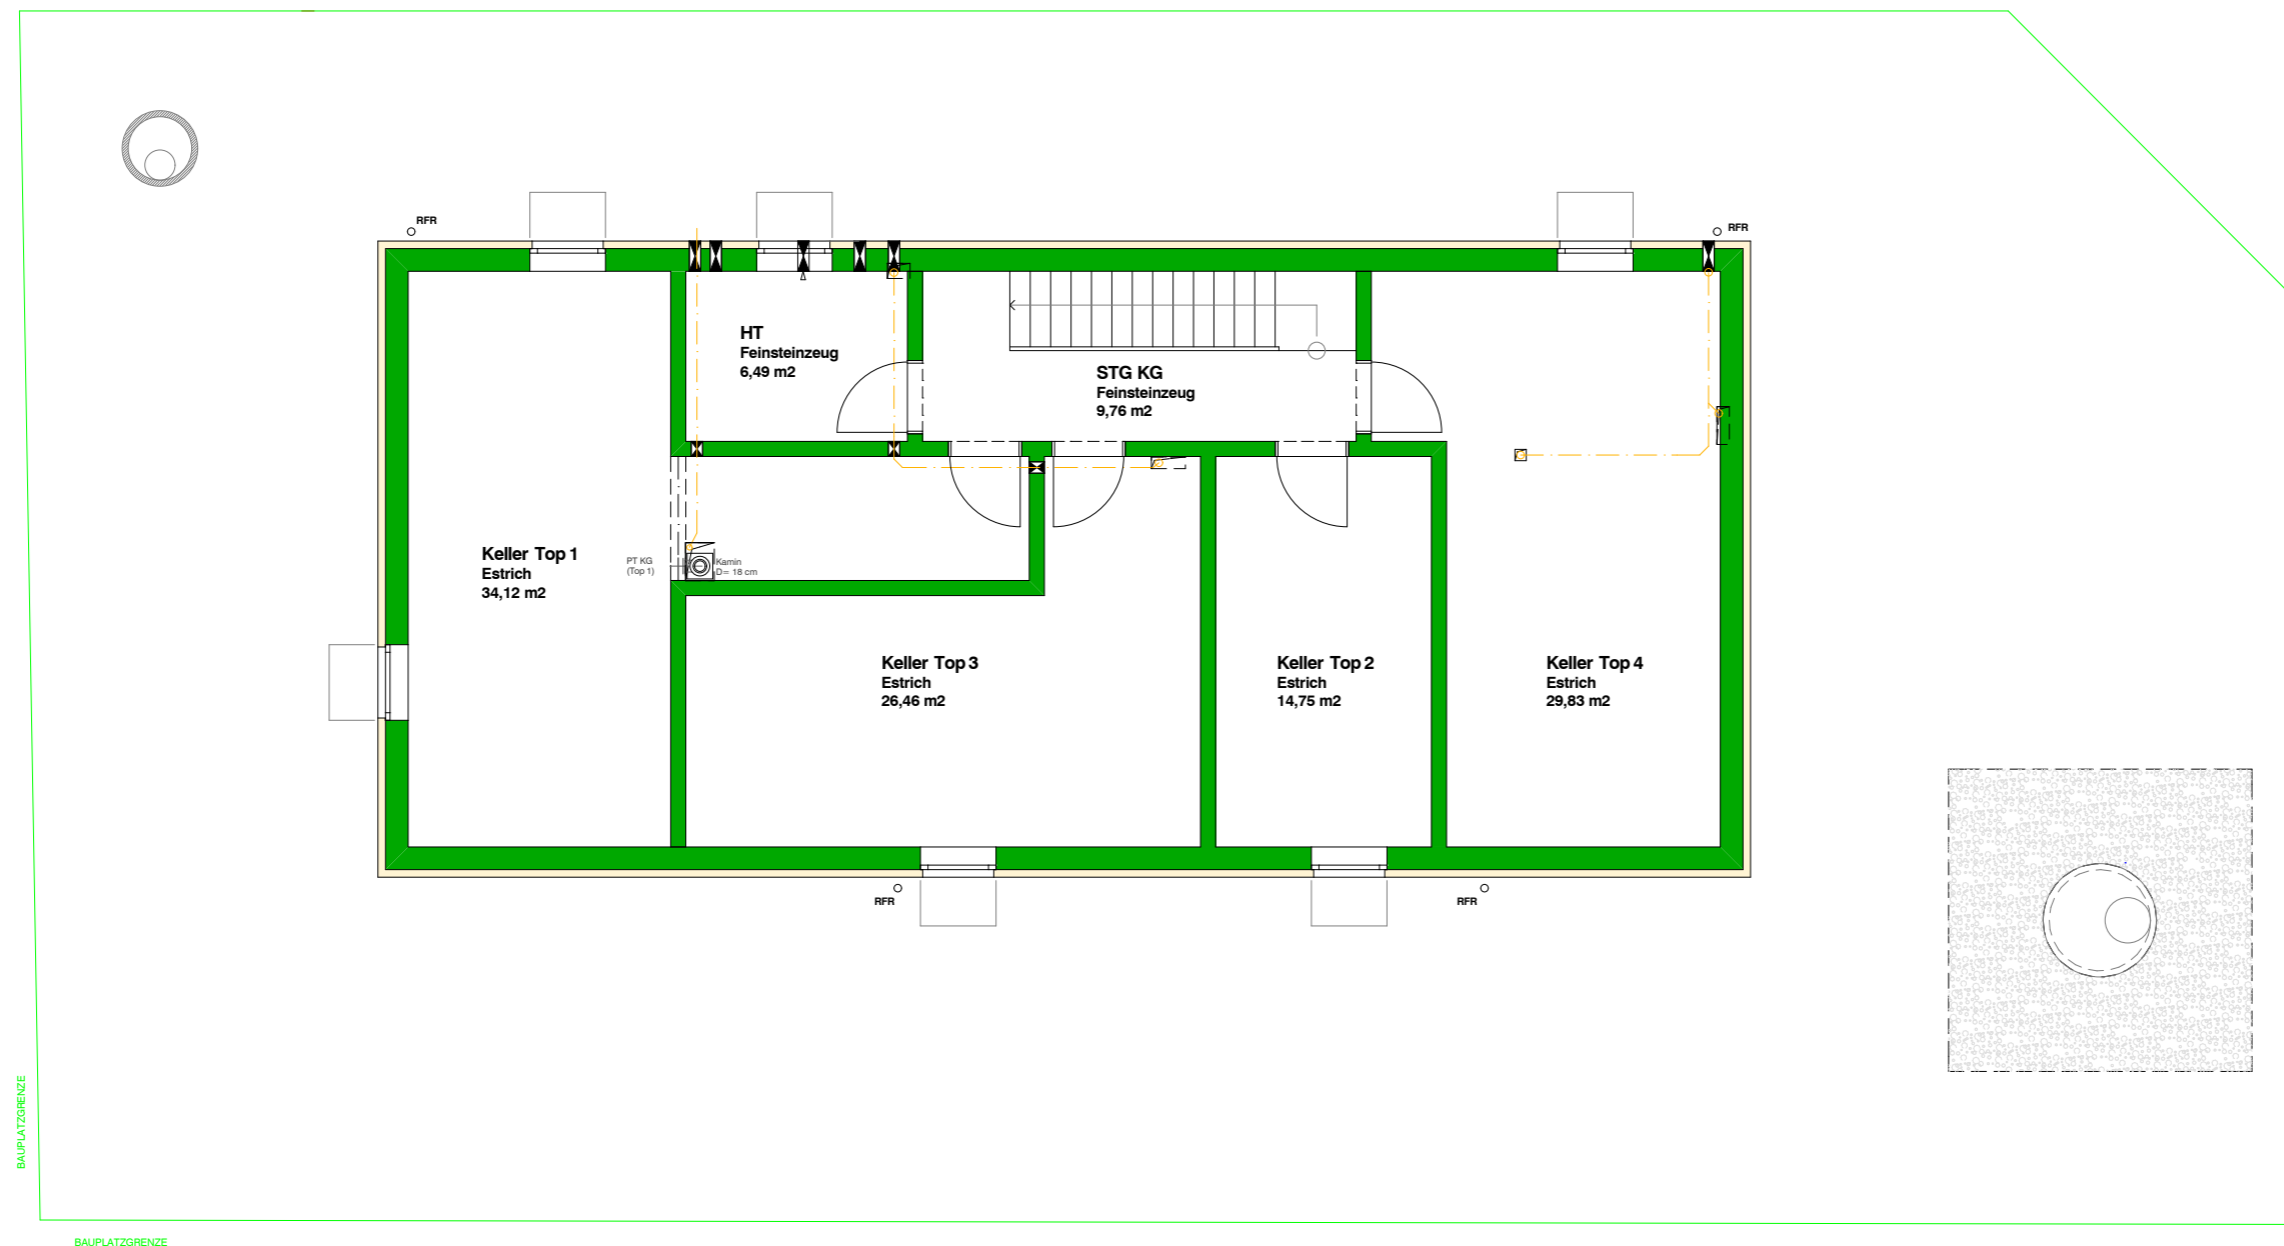 RFR
RFR
HT
Feinsteinzeug
6,49 m2
STG KG
Feinsteinzeug
9,76 m2
Keller Top 1
Estrich
34,12 m2
PT KG
(Top 1)
Kamin
D= 18 cm
Keller Top 3
Estrich
26,46 m2
Keller Top 2
Estrich
14,75 m2
Keller Top 4
Estrich
29,83 m2
RFR
RFR
BAUPLATZGRENZE
BAUPLATZGRENZE